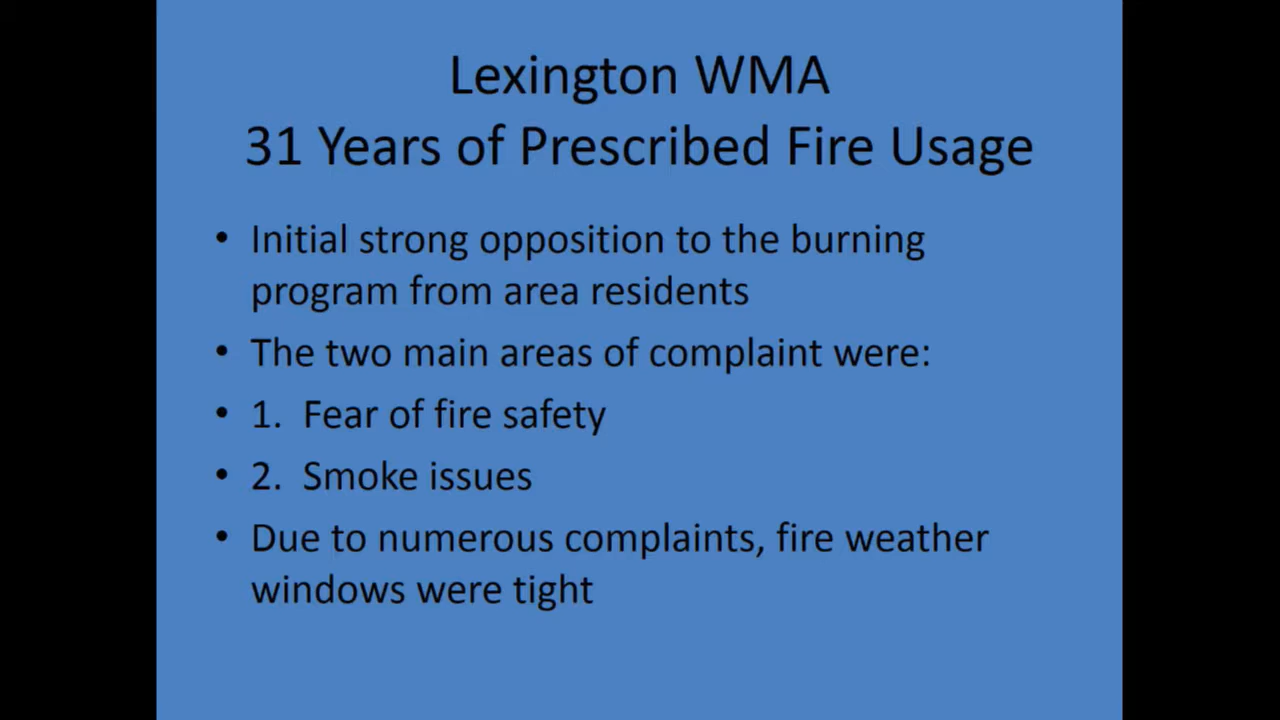 Lexington WMA
31 Years of Prescribed Fire Usage
• Initial strong opposition to the burning
program from area residents
• The two main areas of complaint were:
• 1. Fear of fire safety
• 2. Smoke issues
• Due to numerous complaints, fire weather
windows were tight